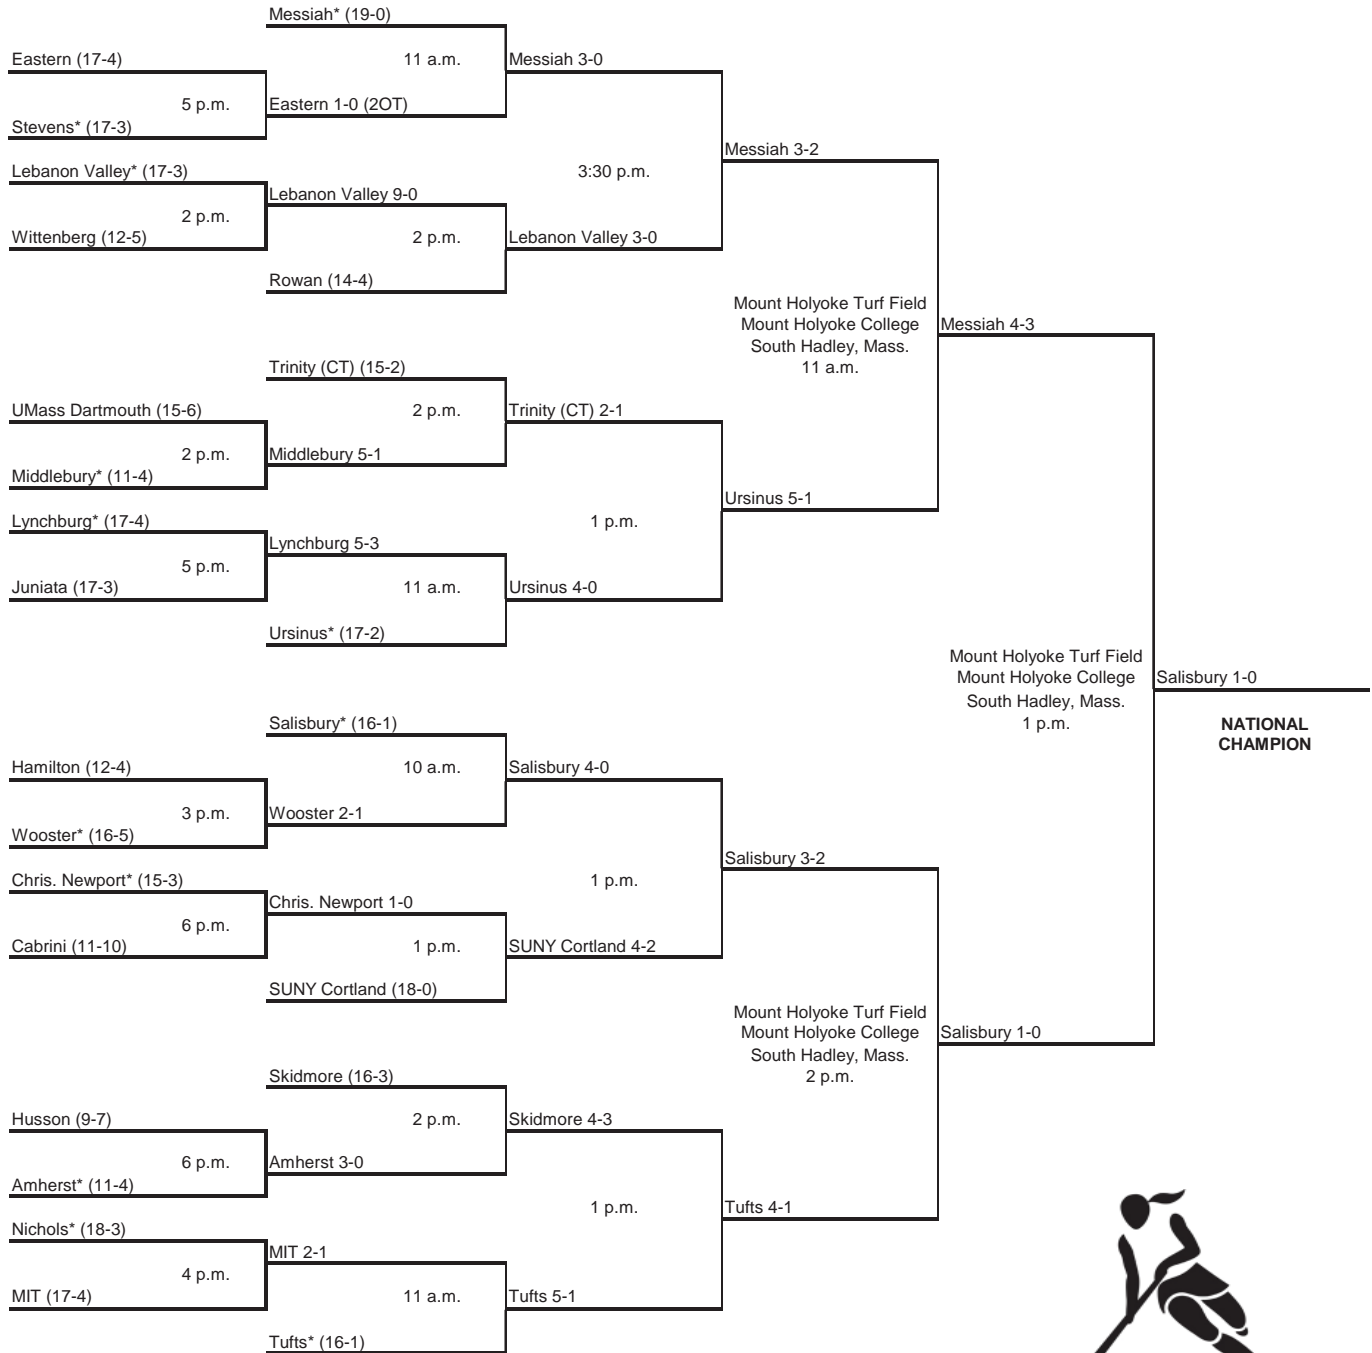 Messiah* (19-0)
Eastern (17-4)
11 a.m.
Messiah 3-0
5 p.m.
Eastern 1-0 (2OT)
Stevens* (17-3)
Messiah 3-2
Lebanon Valley* (17-3)
3:30 p.m.
Lebanon Valley 9-0
2 p.m.
Wittenberg (12-5)
2 p.m.
Lebanon Valley 3-0
Rowan (14-4)
Mount Holyoke Turf Field
Mount Holyoke College
South Hadley, Mass.
11 a.m.
Messiah 4-3
Trinity (CT) (15-2)
UMass Dartmouth (15-6)
2 p.m.
Trinity (CT) 2-1
2 p.m.
Middlebury 5-1
Middlebury* (11-4)
Ursinus 5-1
Lynchburg* (17-4)
1 p.m.
Lynchburg 5-3
5 p.m.
Juniata (17-3)
11 a.m.
Ursinus 4-0
Ursinus* (17-2)
Mount Holyoke Turf Field
Mount Holyoke College
South Hadley, Mass.
1 p.m.
Salisbury 1-0
NATIONAL
CHAMPION
Salisbury* (16-1)
Hamilton (12-4)
10 a.m.
Salisbury 4-0
3 p.m.
Wooster 2-1
Wooster* (16-5)
Salisbury 3-2
Chris. Newport* (15-3)
1 p.m.
Chris. Newport 1-0
6 p.m.
Cabrini (11-10)
1 p.m.
SUNY Cortland 4-2
SUNY Cortland (18-0)
Mount Holyoke Turf Field
Mount Holyoke College
South Hadley, Mass.
2 p.m.
Salisbury 1-0
Skidmore (16-3)
Husson (9-7)
2 p.m.
Skidmore 4-3
6 p.m.
Amherst 3-0
Amherst* (11-4)
1 p.m.
Tufts 4-1
Nichols* (18-3)
MIT 2-1
4 p.m.
MIT (17-4)
11 a.m.
Tufts 5-1
Tufts* (16-1)